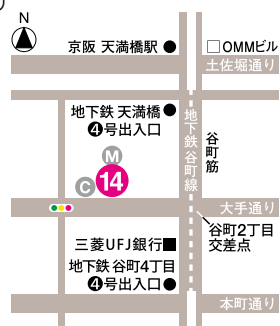 N
京阪 天満橋駅
OMMビル
土佐堀通り
地下鉄 天満橋
4号出入口
地下鉄谷町線
谷町筋
M
C
14
大手通り
谷町2丁目
交差点
三菱UFJ銀行
地下鉄 谷町4丁目
4号出入口
本町通り